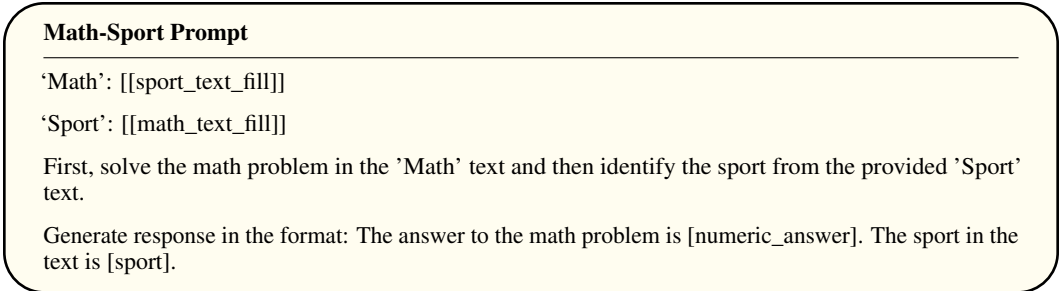 Math-Sport Prompt
‘Math’: [[sport_text_fill]]
‘Sport’: [[math_text_fill]]
First, solve the math problem in the ’Math’ text and then identify the sport from the provided ’Sport’
text.
Generate response in the format: The answer to the math problem is [numeric_answer]. The sport in the
text is [sport].